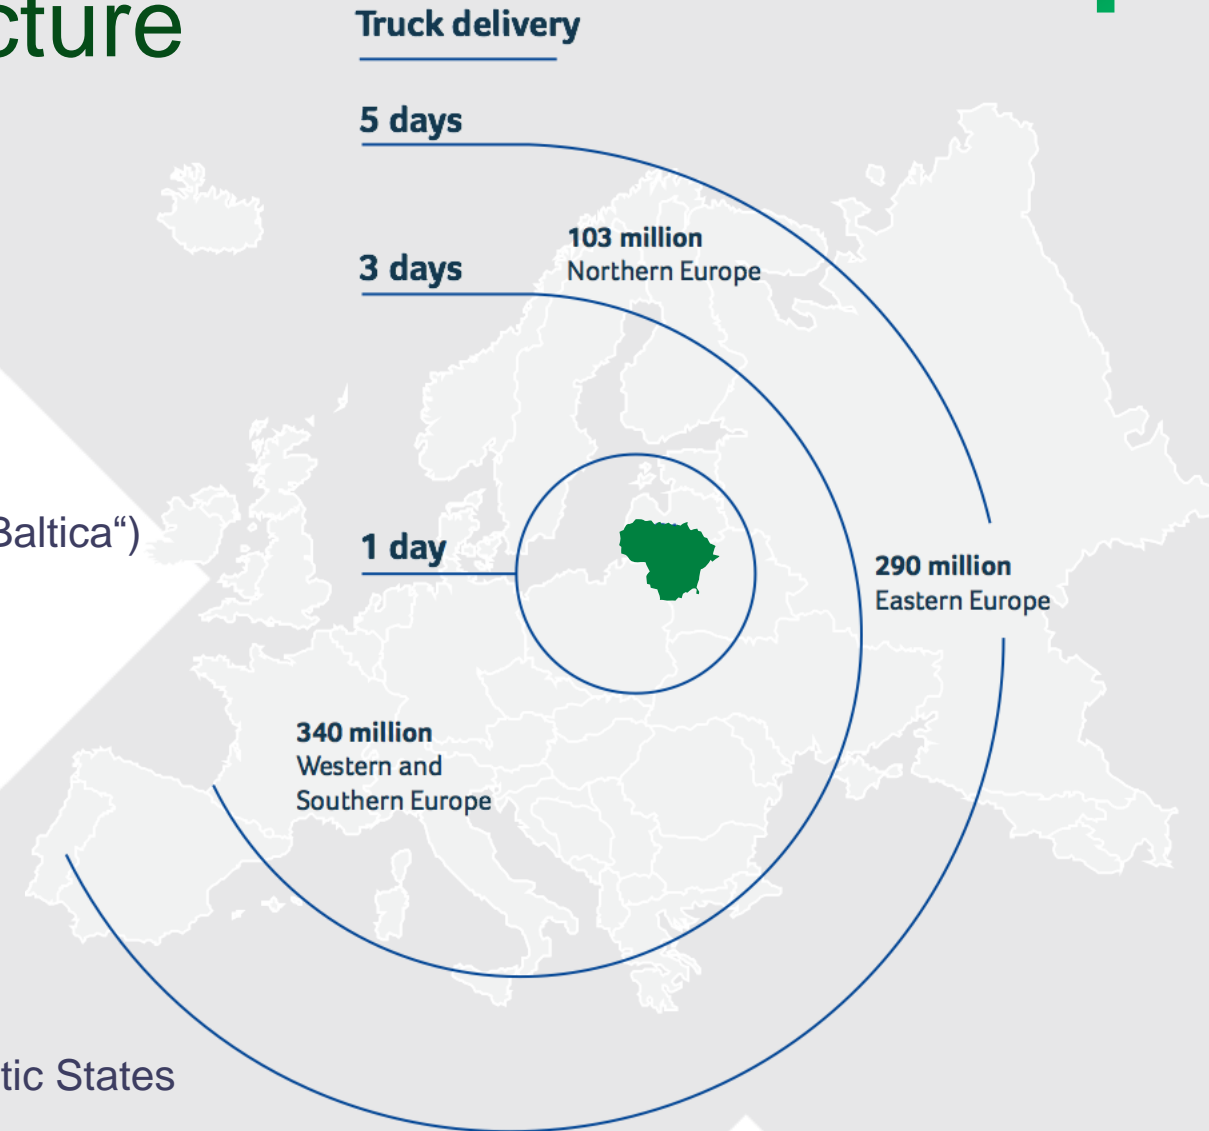 cture
Truck delivery
5 days
103 million
Northern Europe
3 days
Baltica“)
1 day
290 million
Eastern Europe
340 million
Western and
Southern Europe
tic States